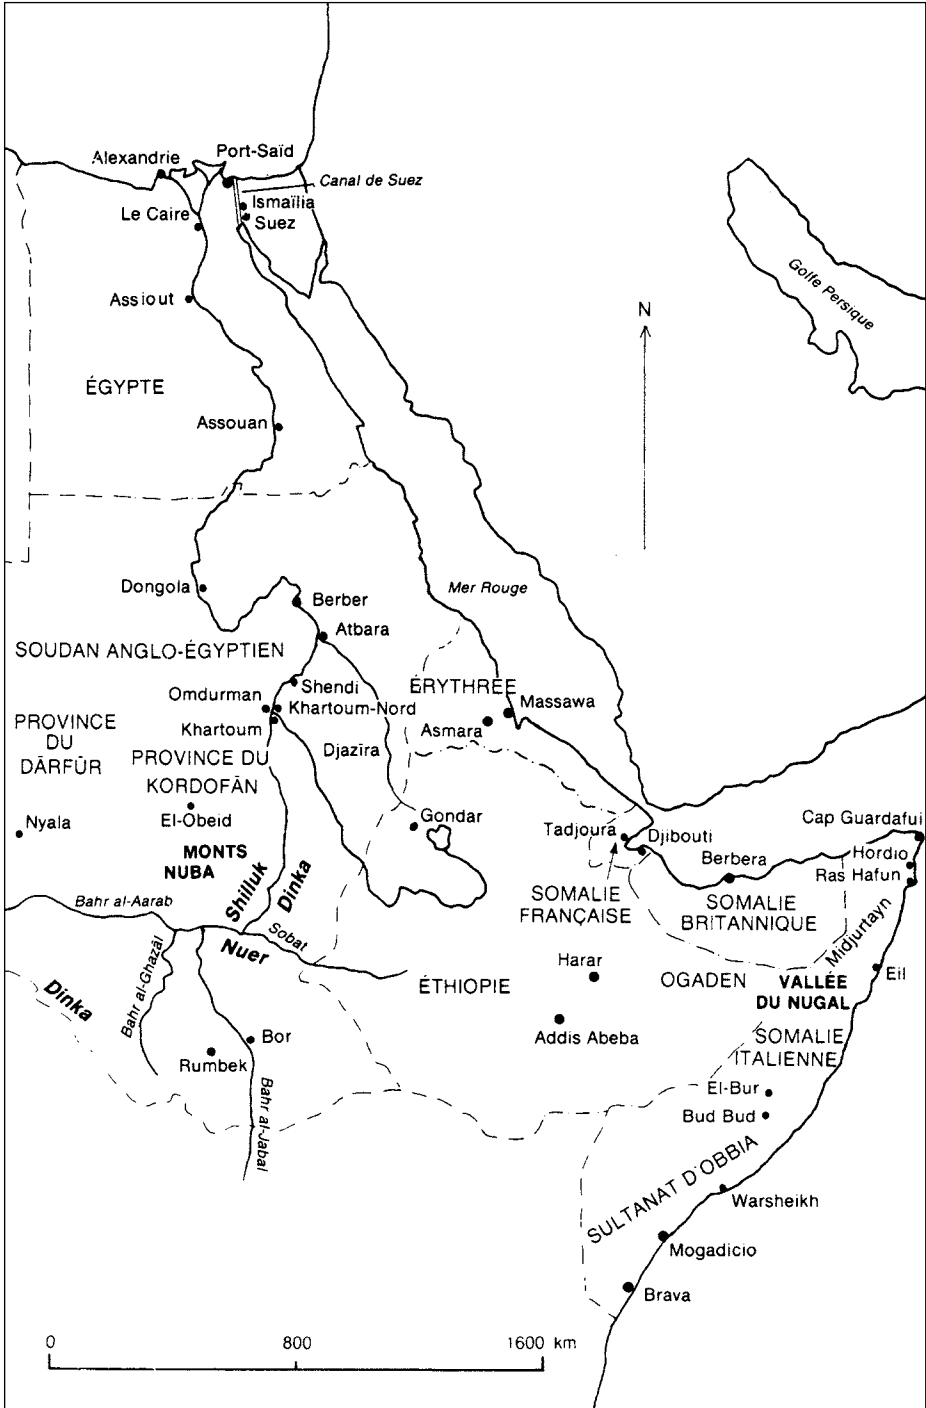 Port-Saïd
Alexandrie
Canal de Suez
Ismaïlia
Le Caire
Suez
Golfe Persique
Assiout
N
ÉGYPTE
Assouan
Dongola
Mer Rouge
Berber
Atbara
SOUDAN ANGLO-ÉGYPTIEN
Shendi
ÉRYTHRÉE
Omdurman
Khartoum-Nord
Massawa
PROVINCE
DU
DĀRFŪR
Khartoum
Asmara
Djazīra
PROVINCE DU
KORDOFĀN
Nyala
El-Obeid
Gondar
Tadjoura
Djibouti
Cap Guardafui
MONTS
NUBA
Berbera
Hordio
Ras Hafun
Shilluk
Dinka
SOMALIE
FRANÇAISE
SOMALIE
BRITANNIQUE
Bahr al-Aarab
Midjurtayn
Sobat
Nuer
Bahr al-Ghazāl
Dinka
ÉTHIOPIE
Harar
OGADEN
VALLÉE
DU NUGAL
Eil
Addis Abeba
Bor
Rumbek
SOMALIE
ITALIENNE
Bahr al-Jabal
El-Bur
Bud Bud
SULTANAT D'OBBIA
Warsheikh
Mogadicio
Brava
0 800 1600 km